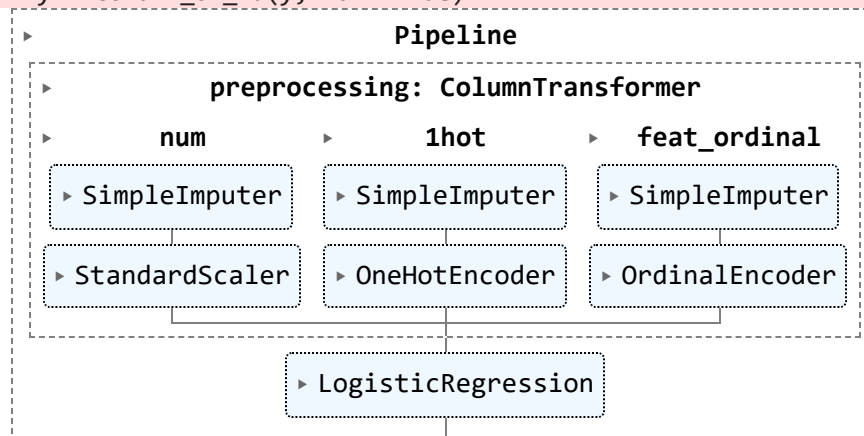 Pipeline
preprocessing: ColumnTransformer
num 1hot feat_ordinal
SimpleImputer SimpleImputer SimpleImputer
StandardScaler OneHotEncoder OrdinalEncoder
LogisticRegression